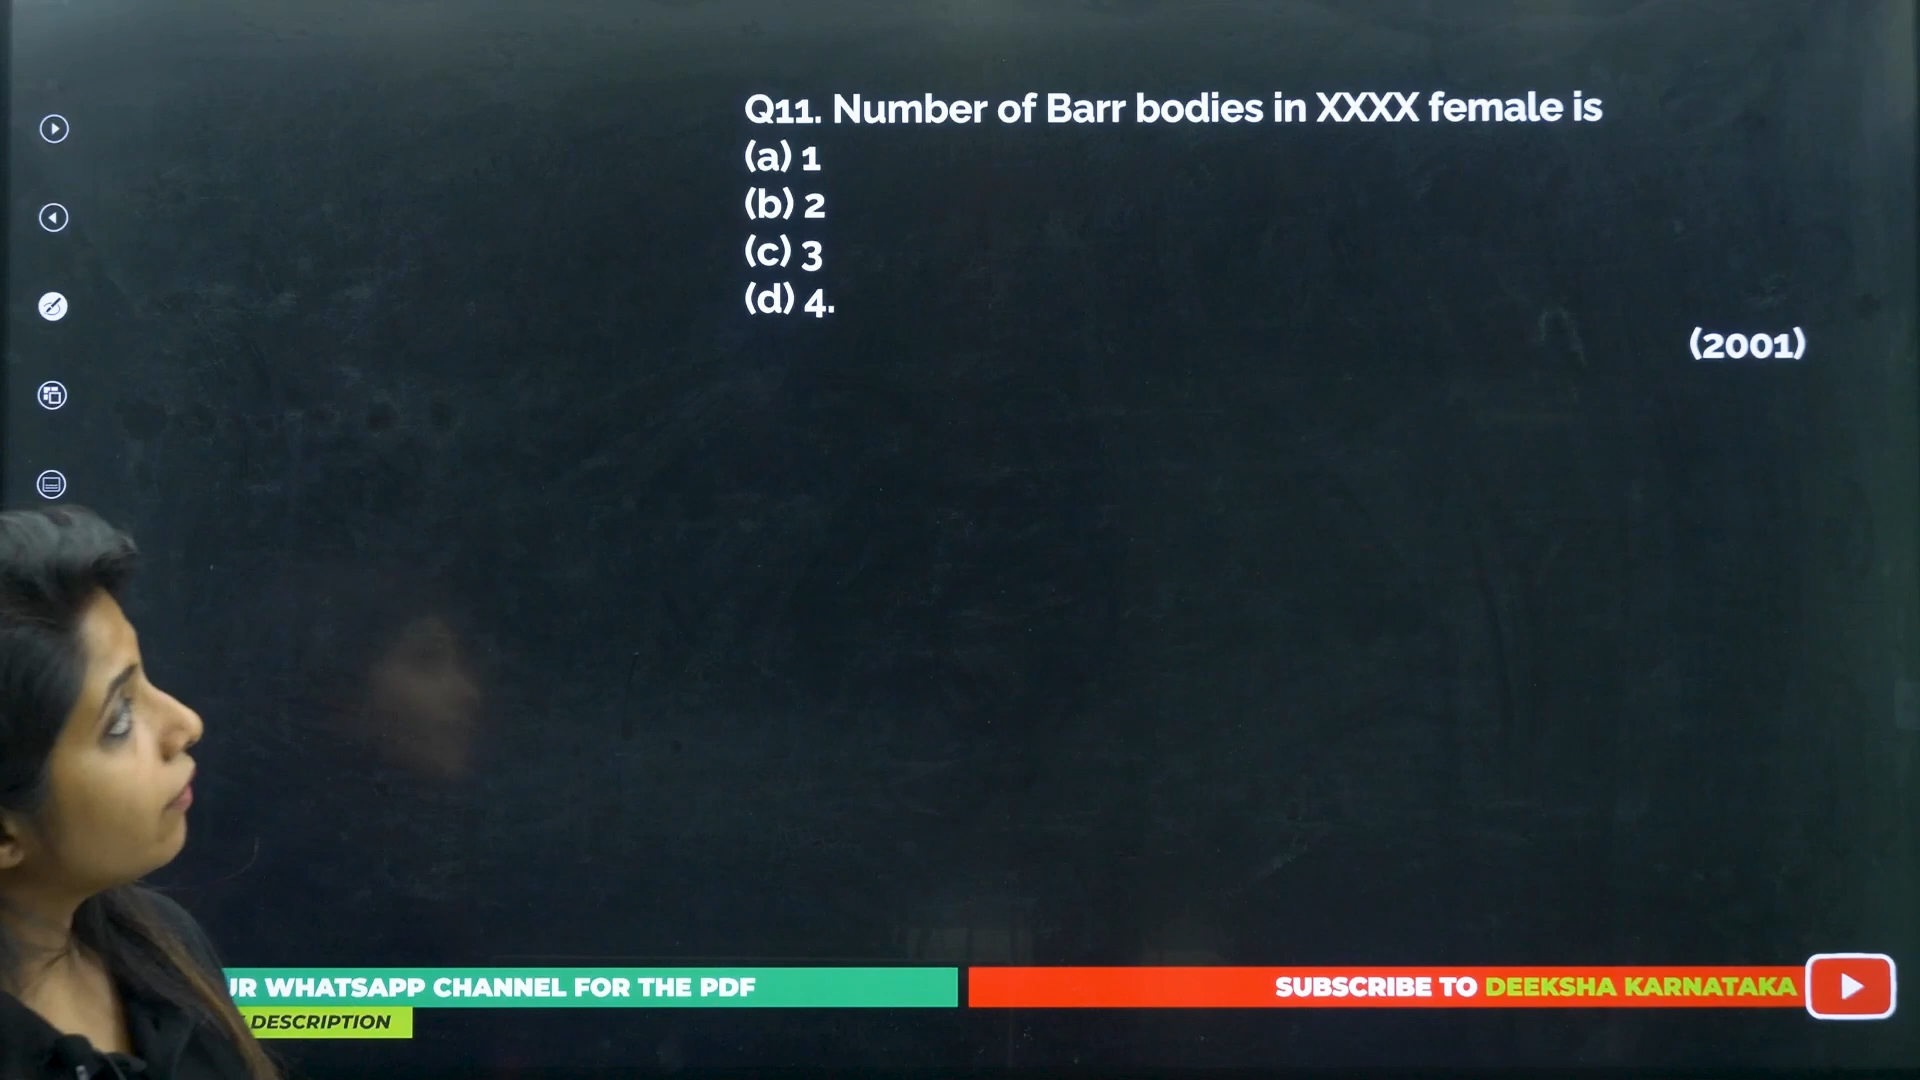 Q11. Number of Barr bodies in XXXX female is
(a) 1
(b) 2
(c) 3
(d) 4.
(2001)
WHATSAPP CHANNEL FOR THE PDF
DESCRIPTION
SUBSCRIBE TO DEEKSHA KARNATAKA